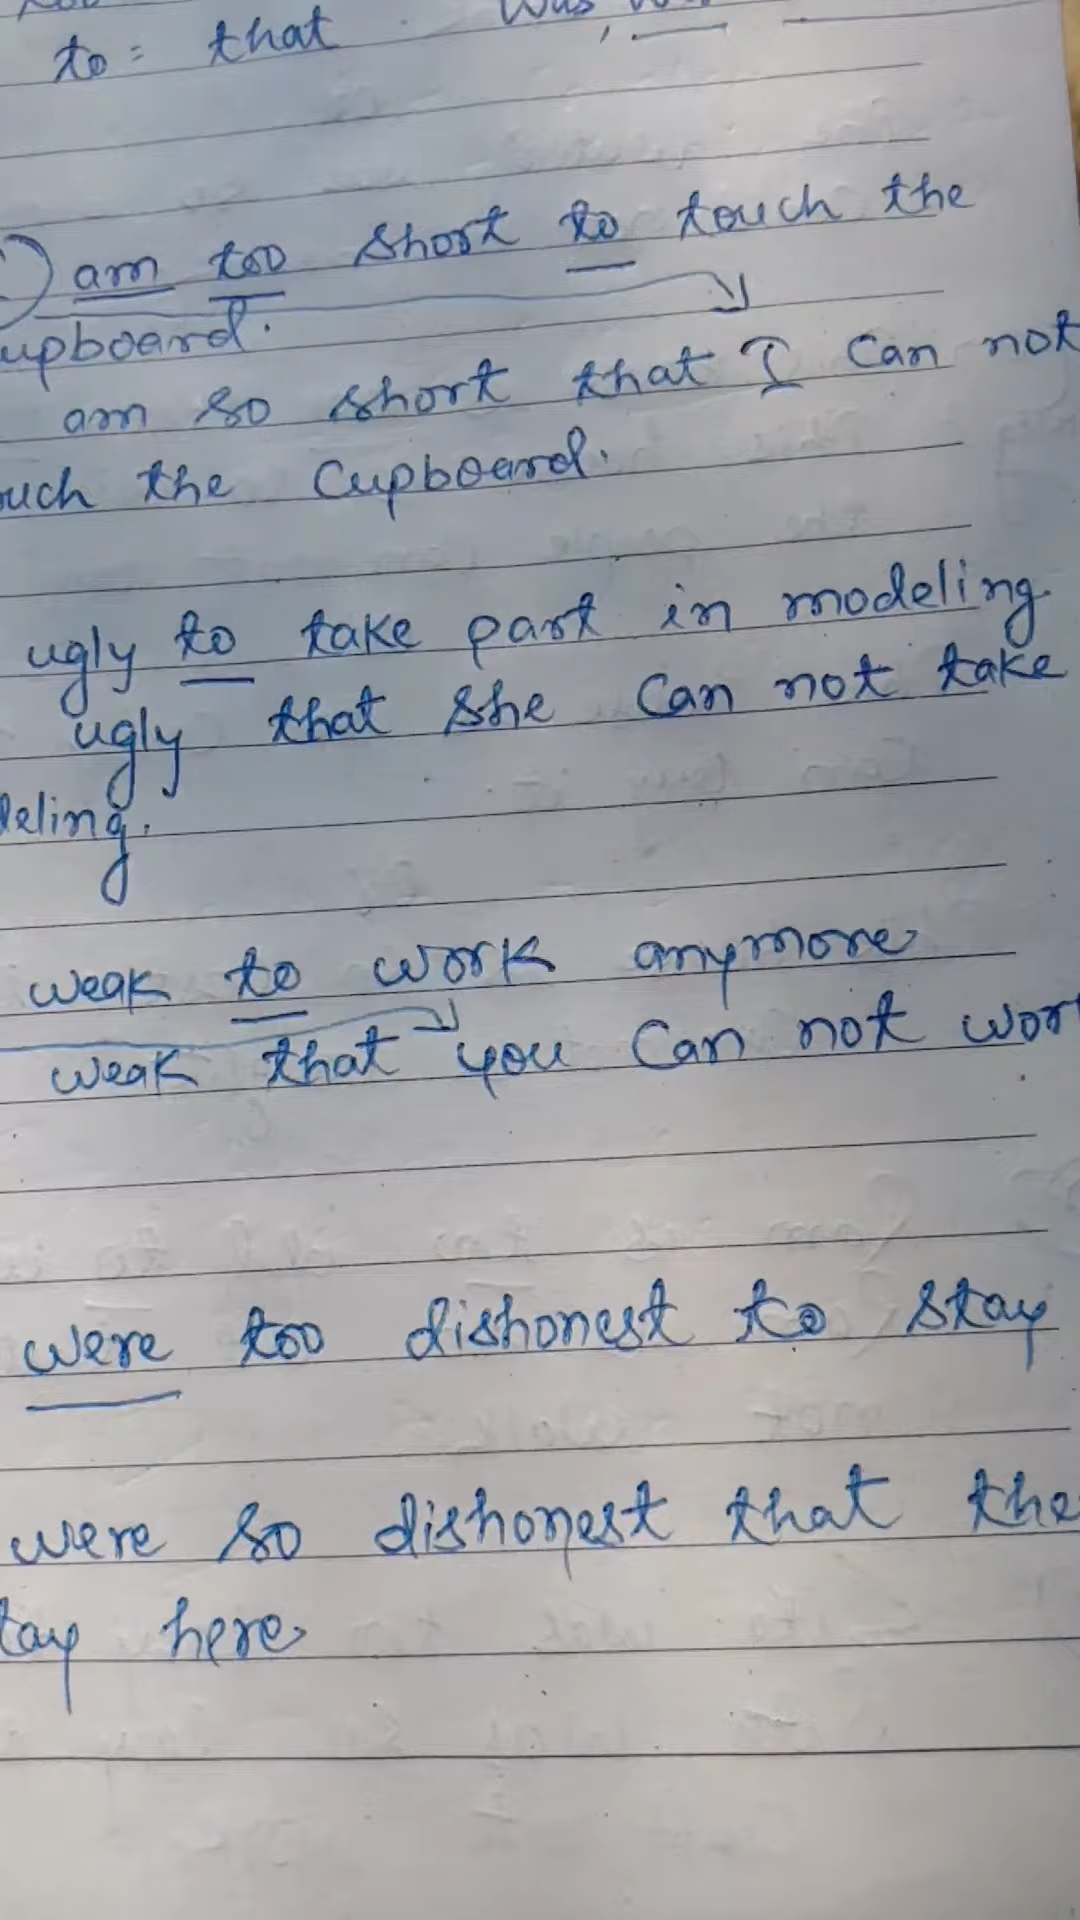 to = that
am too short to touch the
upboard.
am so short that I can not
ouch the cupboard.
ugly to take part in modeling.
ugly that she can not take
deling.
weak to work anymore
weak that you can not wor
were too dishonest to stay
were so dishonest that the
tay here